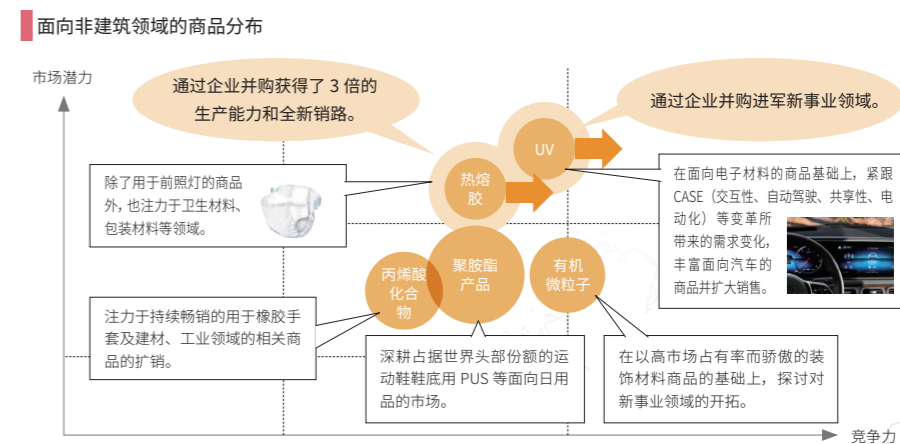 面向非建筑领域的商品分布
市场潜力
通过企业并购获得了 3 倍的
生产能力和全新销路。
通过企业并购进军新事业领域。
UV
热熔
胶
除了用于前照灯的商品
外，也注力于卫生材料、
包装材料等领域。
在面向电子材料的商品基础上，紧跟
CASE（交互性、自动驾驶、共享性、电
动化）等变革所
带来的需求变化，
丰富面向汽车的
商品并扩大销售。
丙烯酸
化合
物
聚胺酯
产品
有机
微粒子
注力于持续畅销的用于橡胶手
套及建材、工业领域的相关商
品的扩销。
深耕占据世界头部份额的运
动鞋鞋底用 PUS 等面向日用
品的市场。
在以高市场占有率而骄傲的装
饰材料商品的基础上，探讨对
新事业领域的开拓。
竞争力